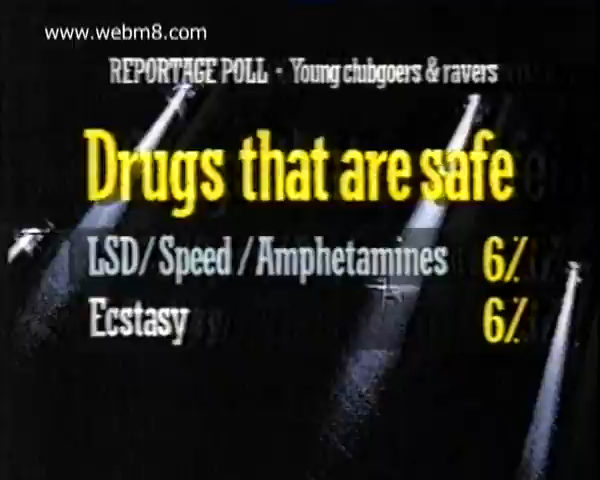 www.webm8.com
REPORTAGE POLL · Young clubgoers & ravers
Drugs that are safe
LSD/Speed/Amphetamines 6%
Ecstasy 6%